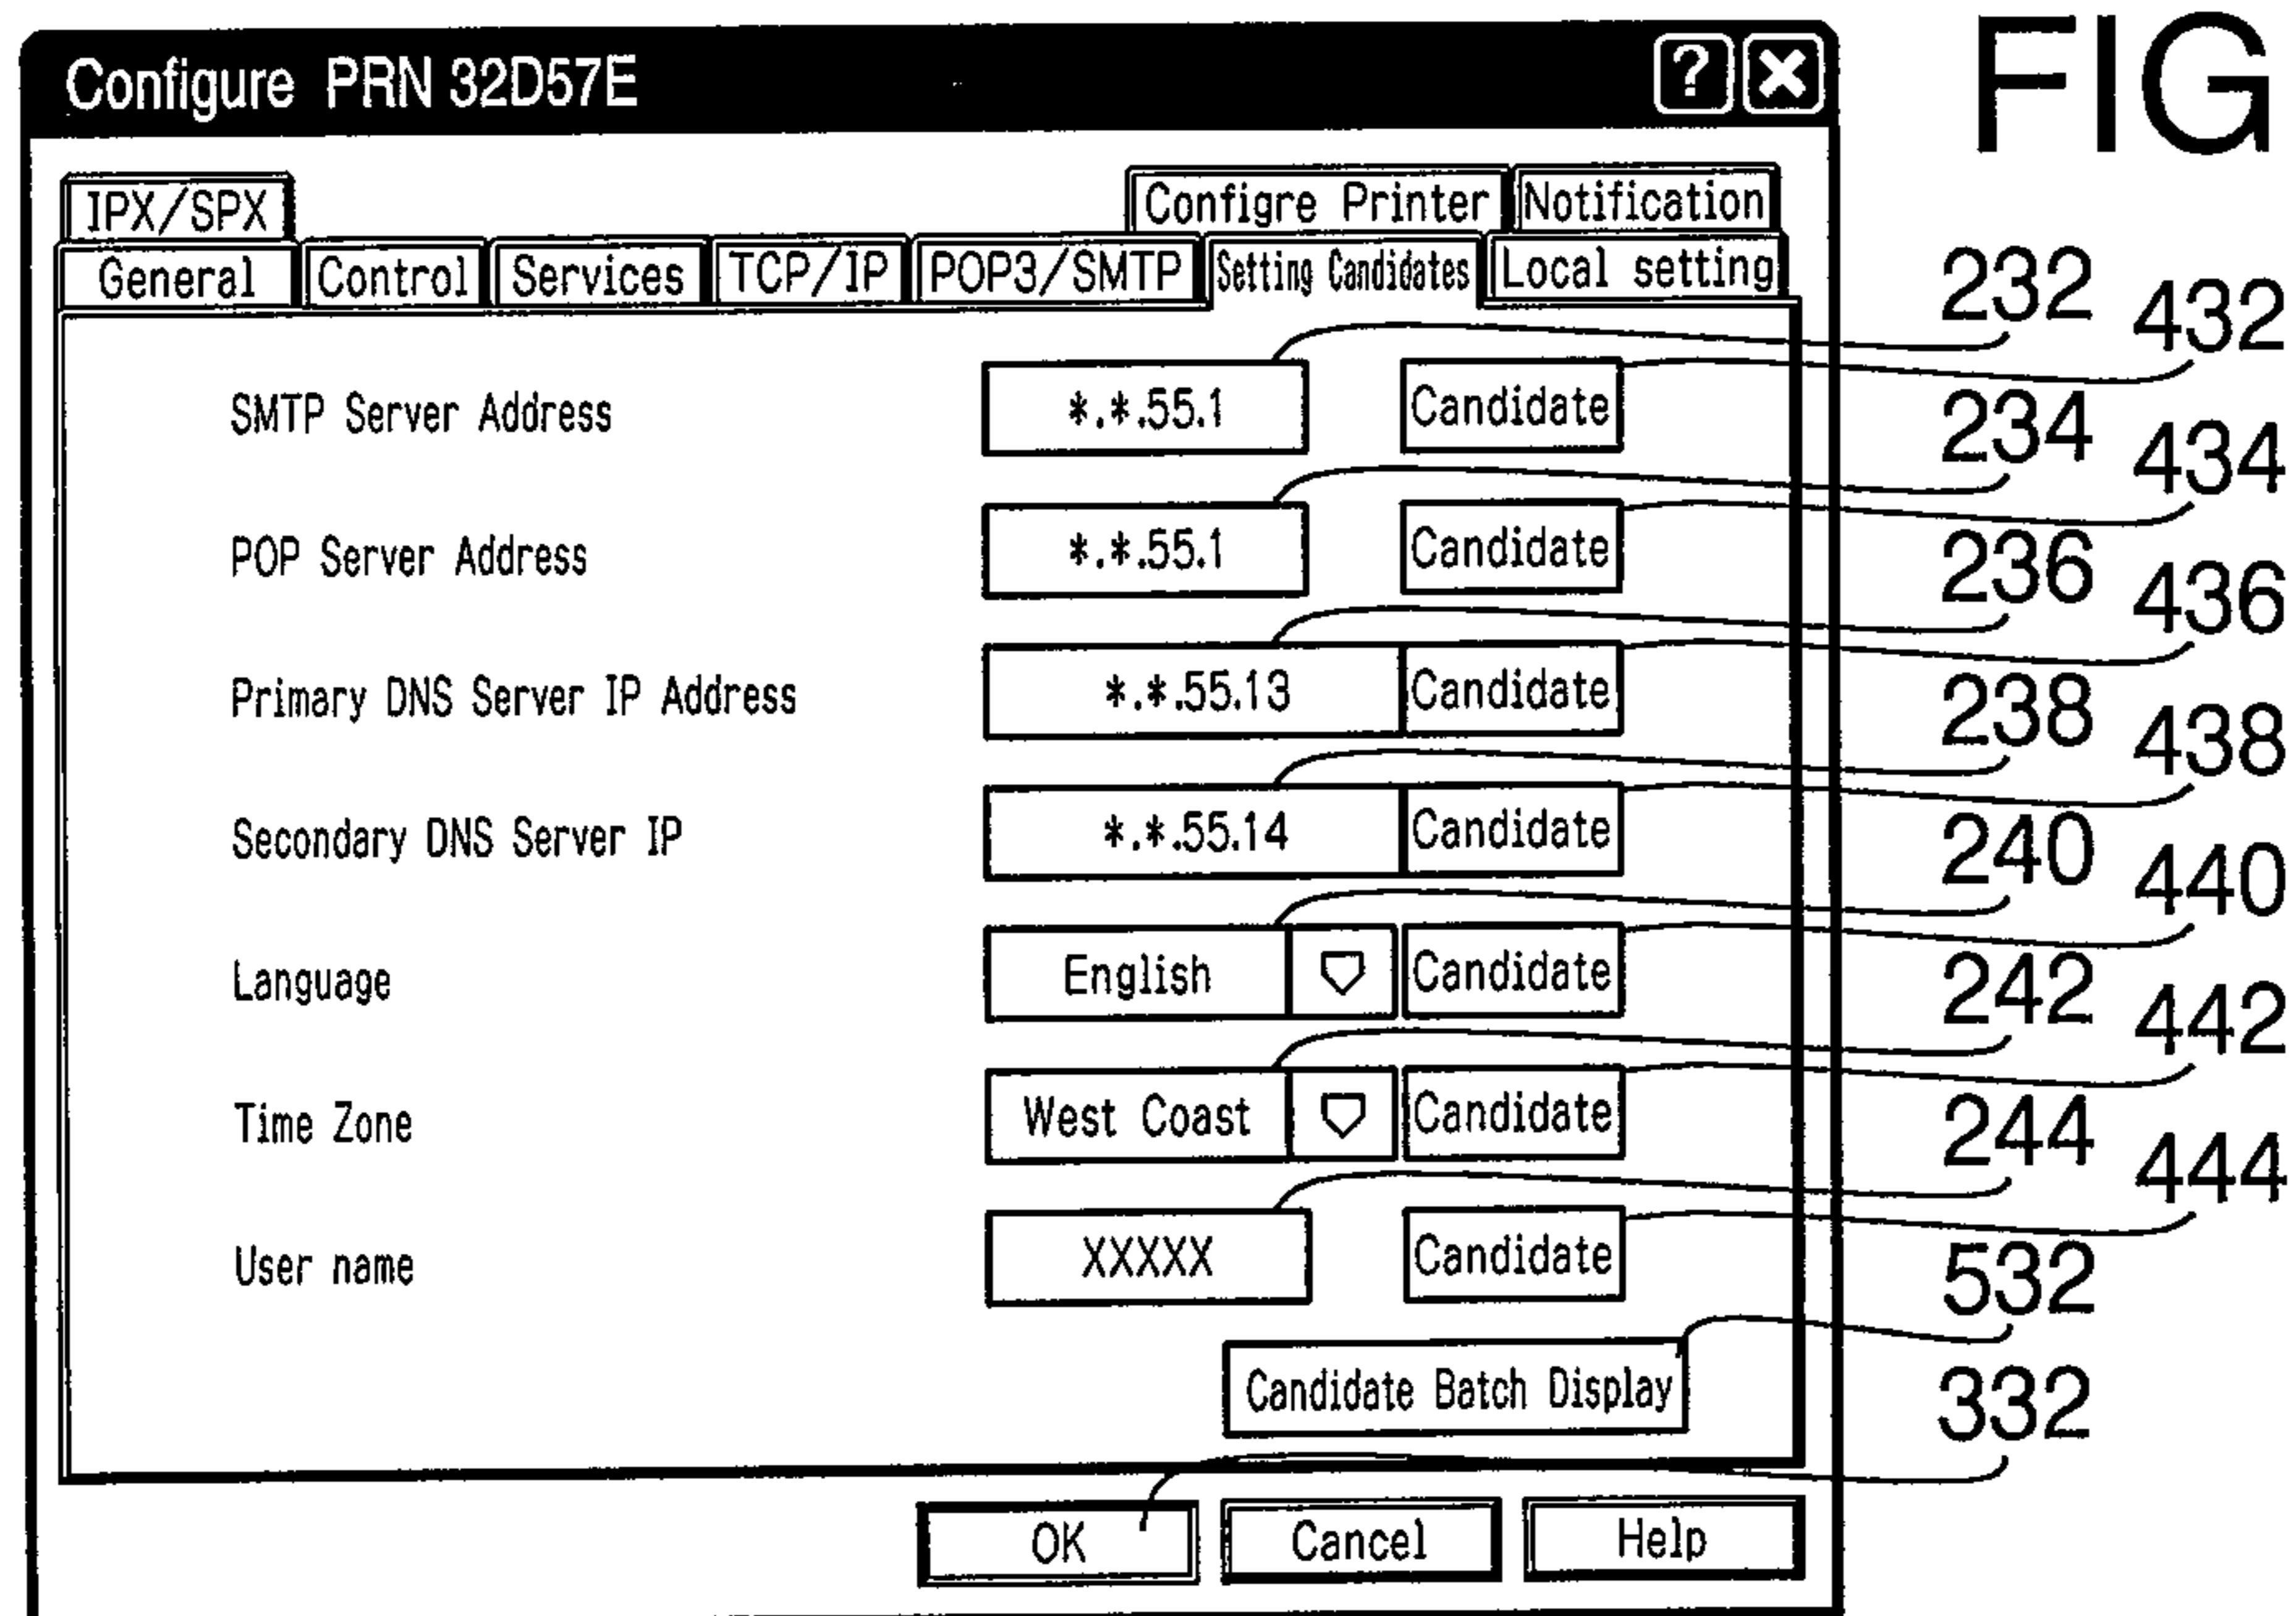 FIG
Configure PRN 32D57E ? ×
IPX/SPX Configre Printer Notification
General Control Services TCP/IP POP3/SMTP Setting Candidates Local setting
232 432
SMTP Server Address *.*.55.1 Candidate
234 434
POP Server Address *.*.55.1 Candidate
236 436
Primary DNS Server IP Address *.*.55.13 Candidate
238 438
Secondary DNS Server IP *.*.55.14 Candidate
240 440
Language English Candidate
242 442
Time Zone West Coast Candidate
244 444
User name XXXXX Candidate
532
Candidate Batch Display
332
OK Cancel Help